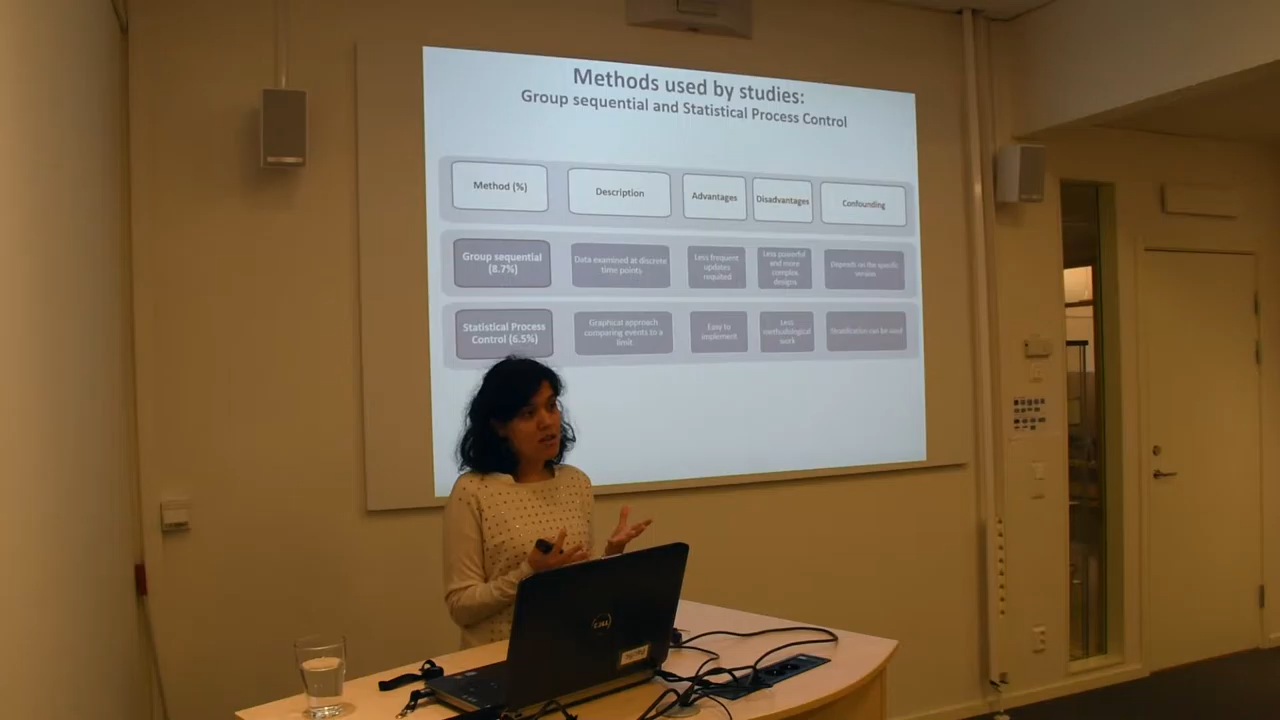 Methods used by studies:
Group sequential and Statistical Process Control
Method (%)
Description
Advantages
Disadvantages
Confounding
Group sequential
(8.7%)
Data examined at discrete
time points
Less frequent
updates
required
Less powerful
and more
complex
designs
Depends on the specific
version
Statistical Process
Control (6.5%)
Graphical approach
comparing events to a
limit
Easy to
implement
Less
methodological
work
Stratification can be used
DELL